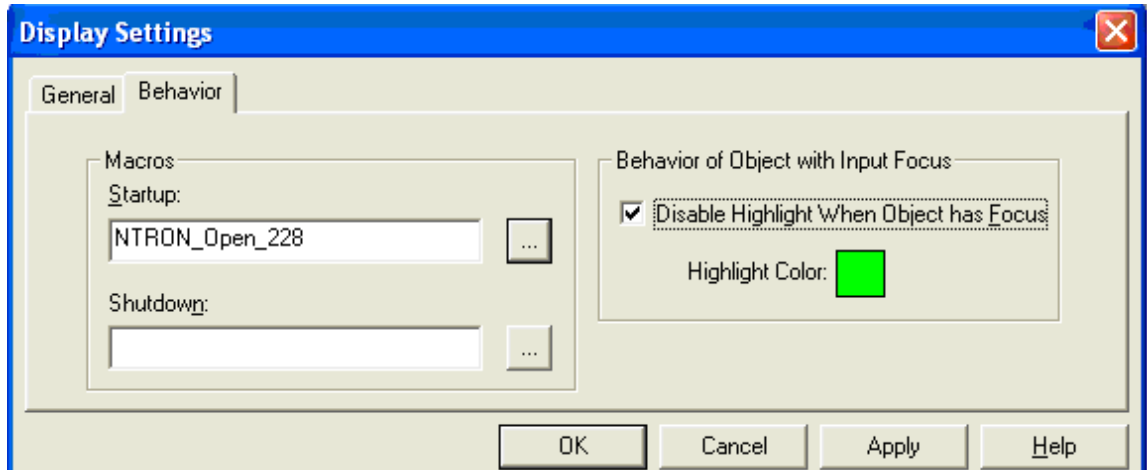 Display Settings
General
Behavior
Macros
Startup:
NTRON_Open_228
...
Shutdown:
...
Behavior of Object with Input Focus
Disable Highlight When Object has Focus
Highlight Color:
OK
Cancel
Apply
Help